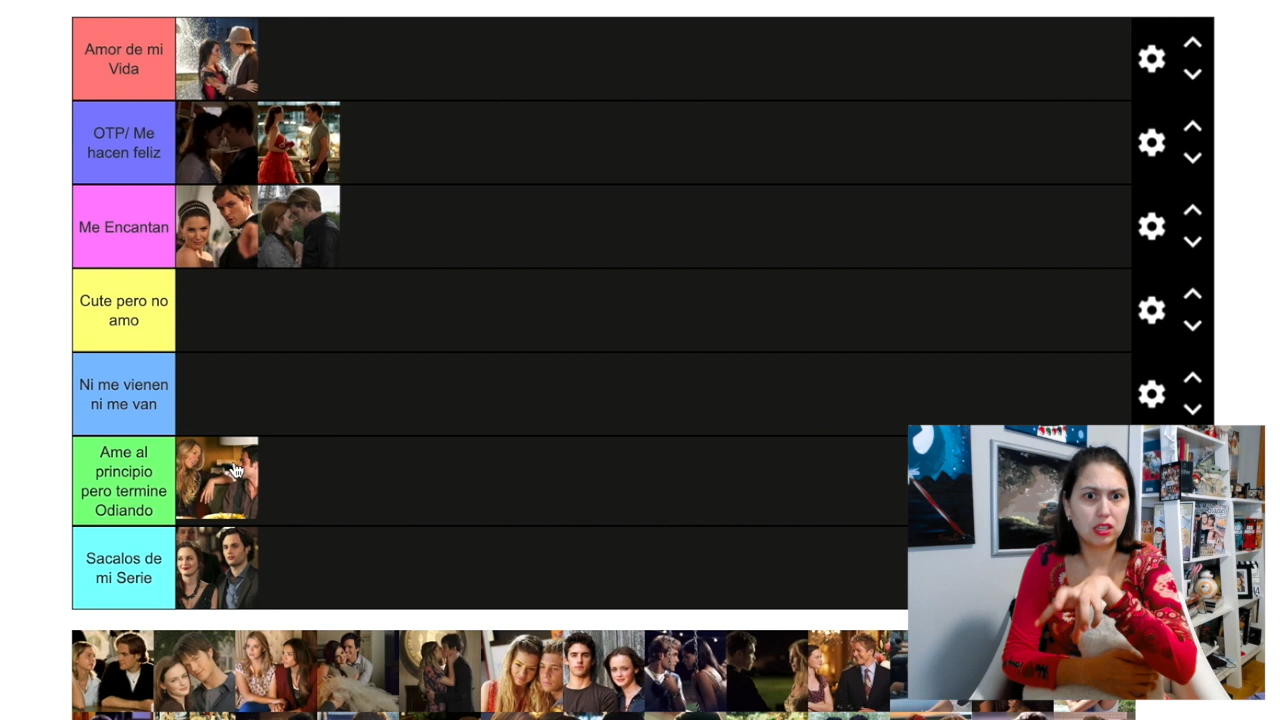 Amor de mi
Vida
OTP/ Me
hacen feliz
Me Encantan
Cute pero no
amo
Ni me vienen
ni me van
Ame al
principio
pero termine
Odiando
Sacalos de
mi Serie